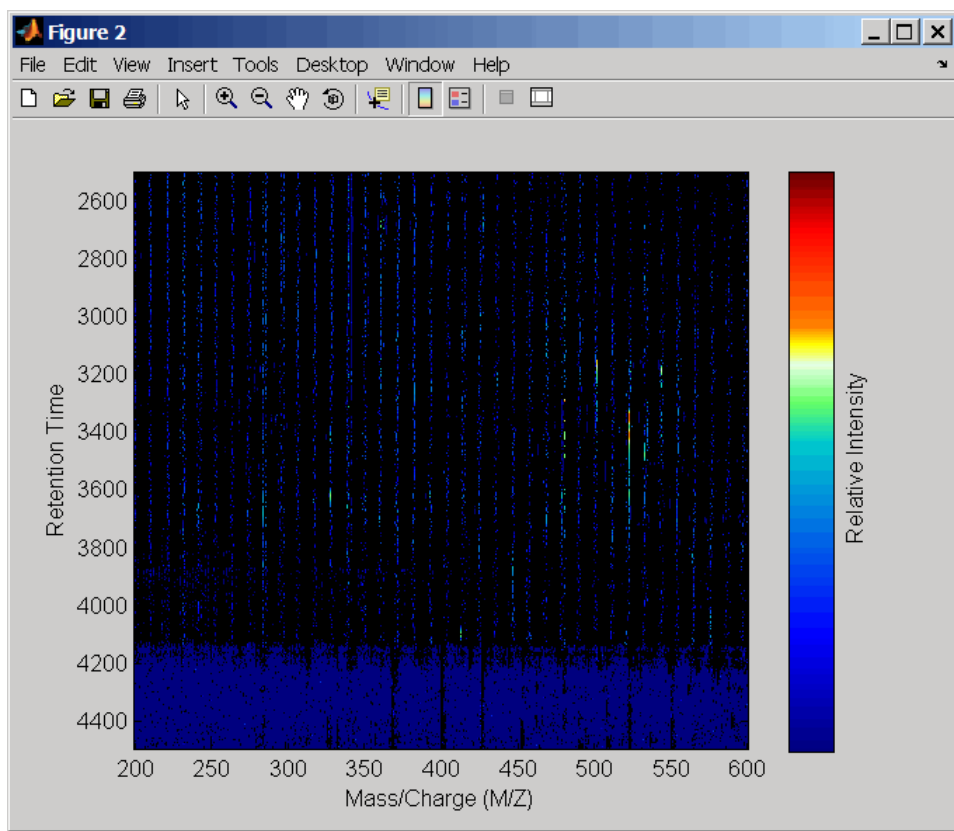 Figure 2
File Edit View Insert Tools Desktop Window Help
2600
2800
3000
3200
3400
3600
3800
4000
4200
4400
Retention Time
200 250 300 350 400 450 500 550 600
Mass/Charge (M/Z)
Relative Intensity